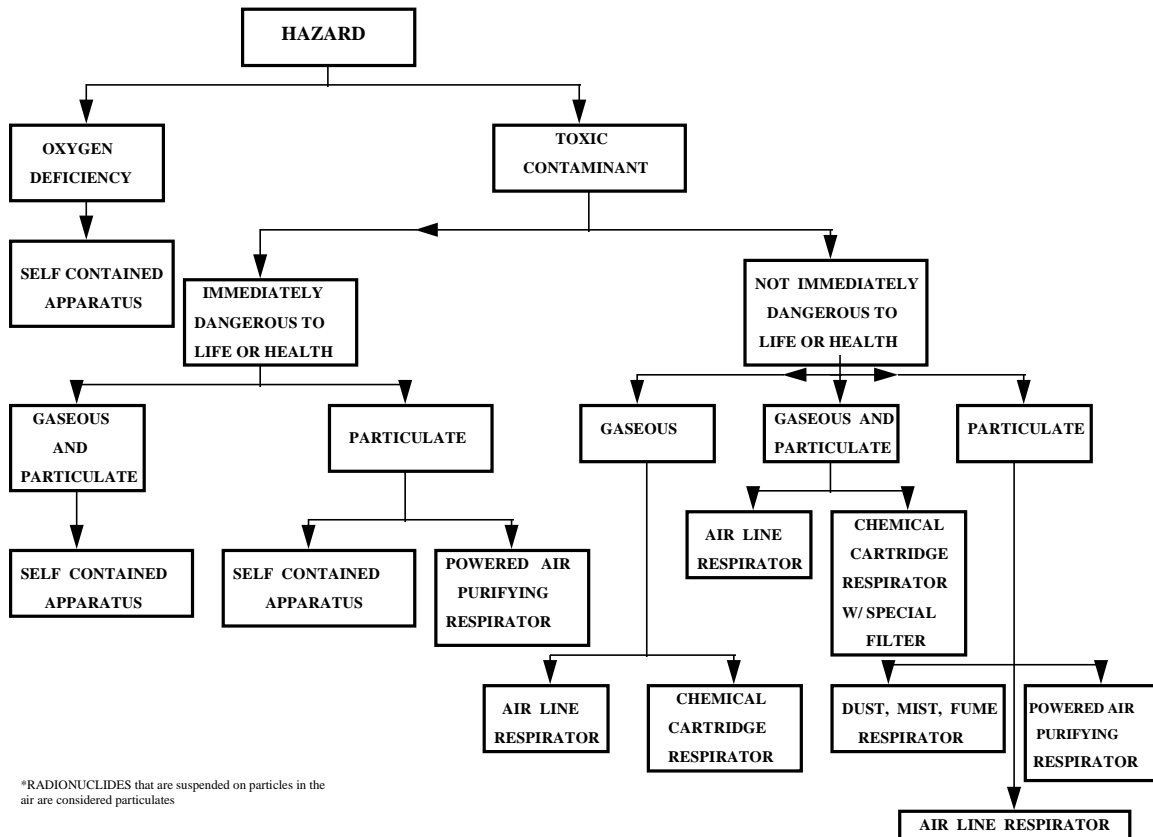 HAZARD
OXYGEN
DEFICIENCY
TOXIC
CONTAMINANT
SELF CONTAINED
APPARATUS
IMMEDIATELY
DANGEROUS TO
LIFE OR HEALTH
NOT IMMEDIATELY
DANGEROUS TO
LIFE OR HEALTH
GASEOUS
AND
PARTICULATE
PARTICULATE
GASEOUS
GASEOUS AND
PARTICULATE
PARTICULATE
SELF CONTAINED
APPARATUS
SELF CONTAINED
APPARATUS
POWERED AIR
PURIFYING
RESPIRATOR
AIR LINE
RESPIRATOR
CHEMICAL
CARTRIDGE
RESPIRATOR
W/ SPECIAL
FILTER
AIR LINE
RESPIRATOR
CHEMICAL
CARTRIDGE
RESPIRATOR
DUST, MIST, FUME
RESPIRATOR
POWERED AIR
PURIFYING
RESPIRATOR
AIR LINE RESPIRATOR
*RADIONUCLIDES that are suspended on particles in the
air are considered particulates